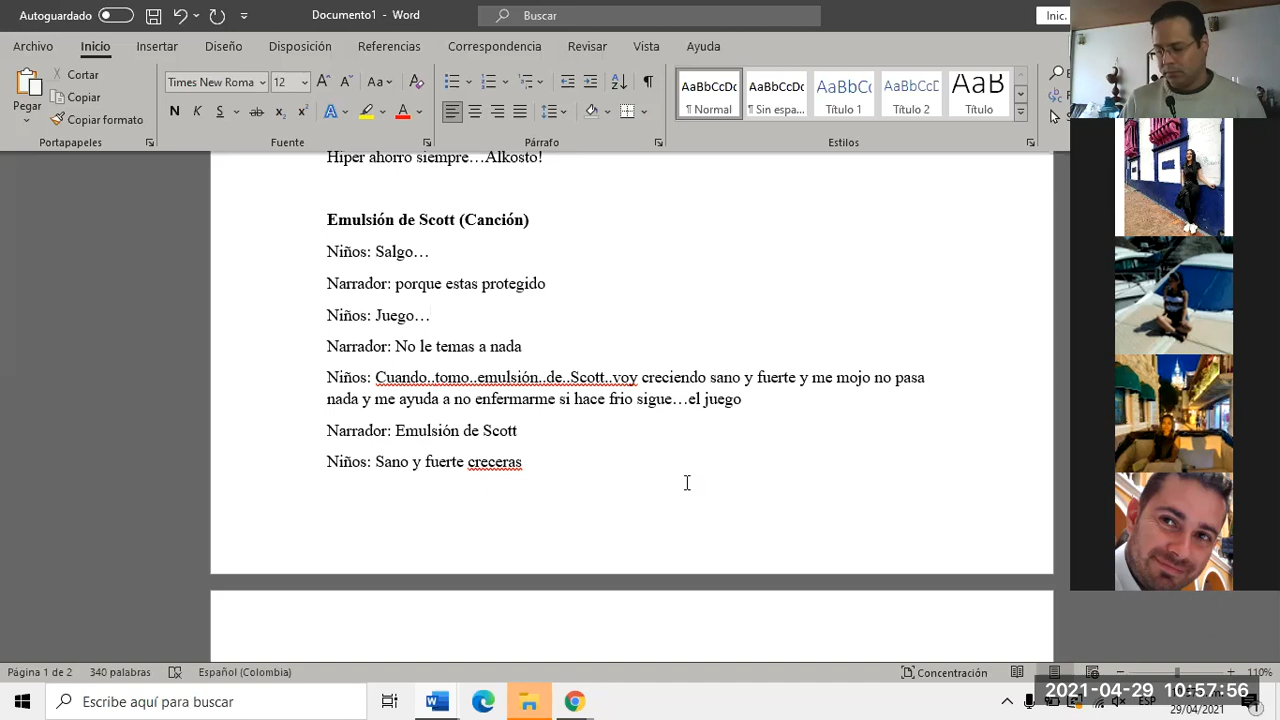 Autoguardado
Documento1 - Word
Buscar
Inic.
Archivo Inicio Insertar Diseño Disposición Referencias Correspondencia Revisar Vista Ayuda
Pegar
Cortar
Copiar
Copiar formato
Portapapeles
Times New Roma 12
Aa
N K S ab x₂ x²
Fuente
Párrafo
AaBbCcDc
¶ Normal
AaBbCcDc
¶ Sin espa...
AaBbCc
Título 1
AaBbCcD
Título 2
AaB
Título
Estilos
Hiper ahorro siempre…Alkosto!
Emulsión de Scott (Canción)
Niños: Salgo…
Narrador: porque estas protegido
Niños: Juego…
Narrador: No le temas a nada
Niños: Cuando..tomo..emulsión..de..Scott..voy creciendo sano y fuerte y me mojo no pasa
nada y me ayuda a no enfermarme si hace frio sigue…el juego
Narrador: Emulsión de Scott
Niños: Sano y fuerte creceras
Página 1 de 2 340 palabras Español (Colombia) Concentración 110%
Escribe aquí para buscar
ESP
2021-04-29 10:57:56
29/04/2021